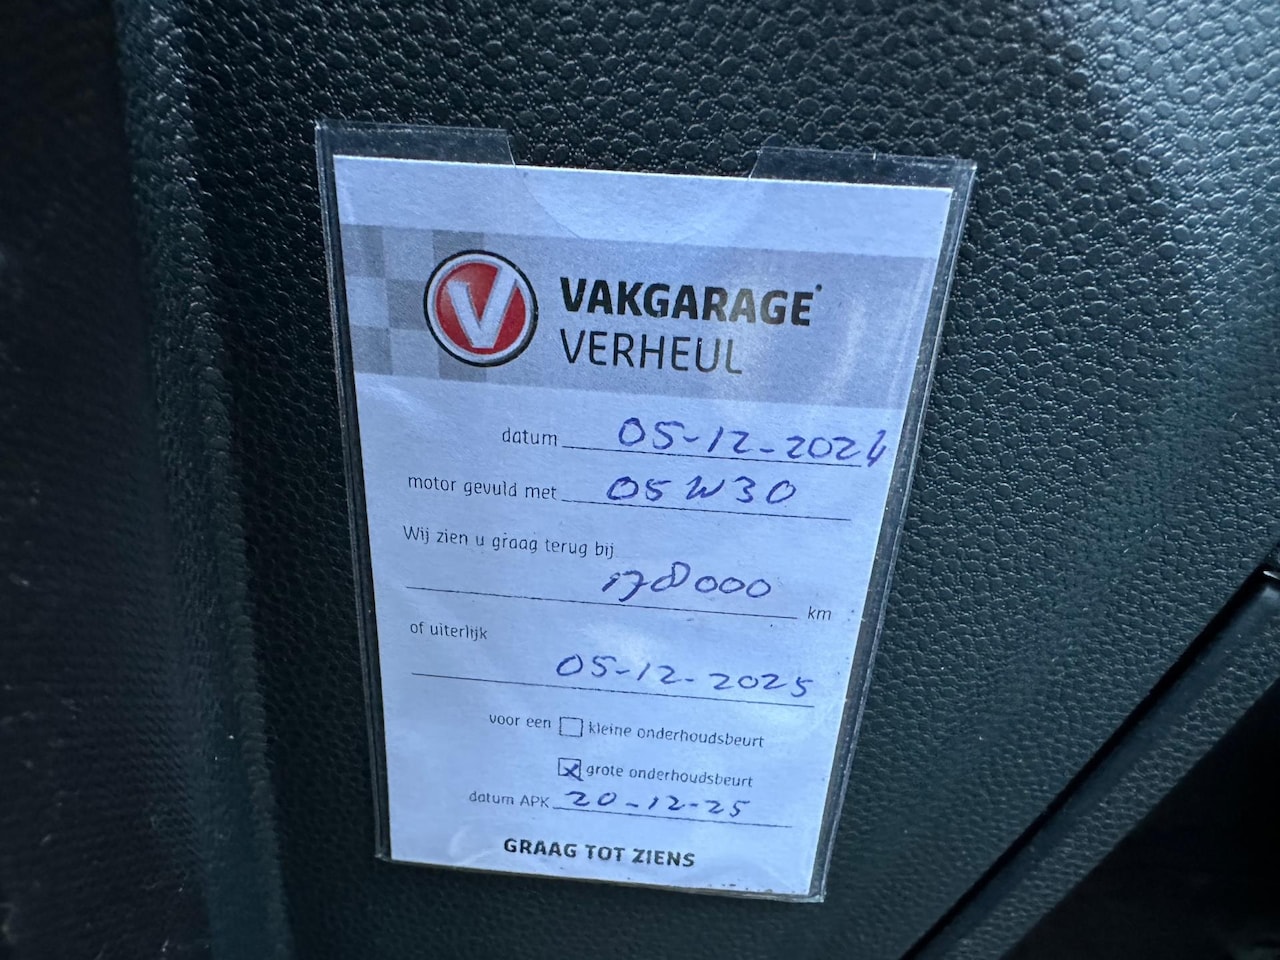 V VAKGARAGE
VERHEUL
datum 05-12-2024
motor gevuld met 05W30
Wij zien u graag terug bij
178000 km
of uiterlijk
05-12-2025
voor een kleine onderhoudsbeurt
grote onderhoudsbeurt
datum APK 20-12-25
GRAAG TOT ZIENS